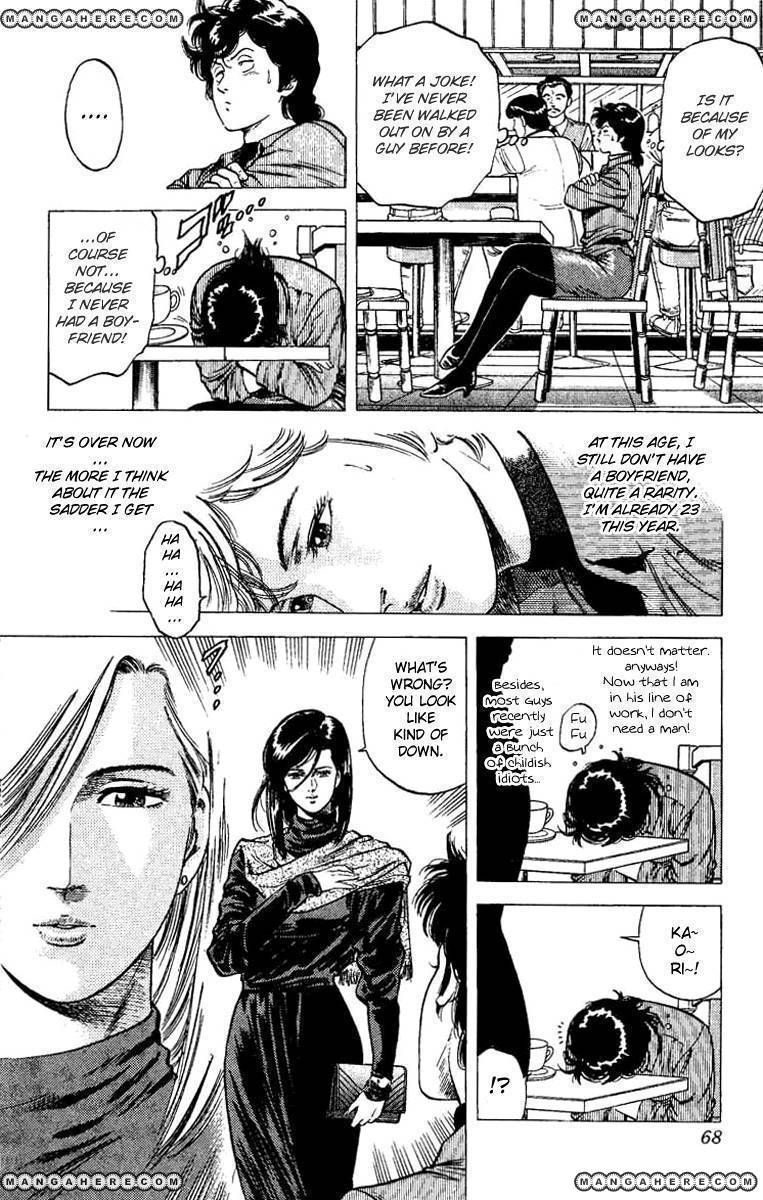 MANGAHERE.COM
MANGAHERE.COM
IS IT
BECAUSE
OF MY
LOOKS?
WHAT A JOKE!
I'VE NEVER
BEEN WALKED
OUT ON BY A
GUY BEFORE!
....
...OF
COURSE
NOT...
BECAUSE
I NEVER
HAD A BOY-
FRIEND!
AT THIS AGE, I
STILL DON'T HAVE
A BOYFRIEND,
QUITE A RARITY.
I'M ALREADY 23
THIS YEAR.
IT'S OVER NOW
...
THE MORE I THINK
ABOUT IT THE
SADDER I GET
...
HA
HA
...
HA
HA
...
It doesn't matter.
anyways!
Now that I am
in his line of
work, I don't
need a man!
Fu
Fu
Besides,
most guys
recently
were just
a bunch
of childish
idiots...
KA~
O~
RI~!
!?
WHAT'S
WRONG?
YOU LOOK
LIKE
KIND OF
DOWN.
68
MANGAHERE.COM
MANGAHERE.COM